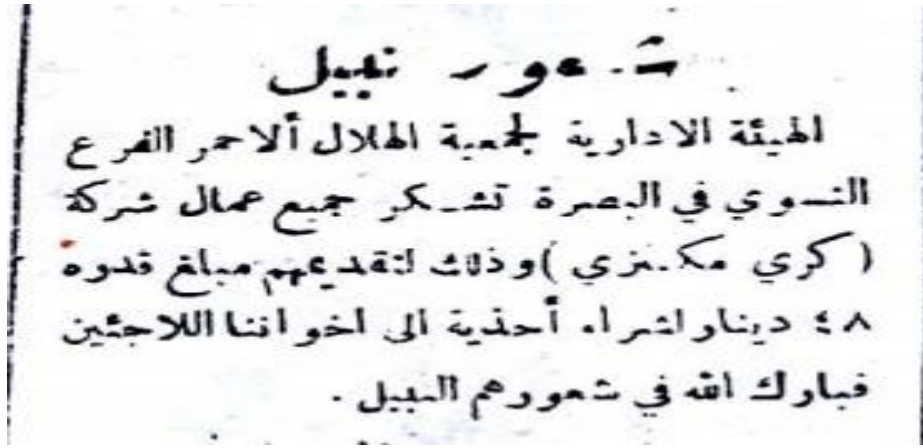 شعور نبيل
الهيئة الادارية لجمعية الهلال ألاحمر الفرع
النسوي في البصرة تشكر جميع عمال شركة
( كري مكنزي ) وذلك لتقديمهم مبلغ قدره
٤٨ دينار لشراء أحذية الى اخواننا اللاجئين
فبارك الله في شعورهم النبيل .